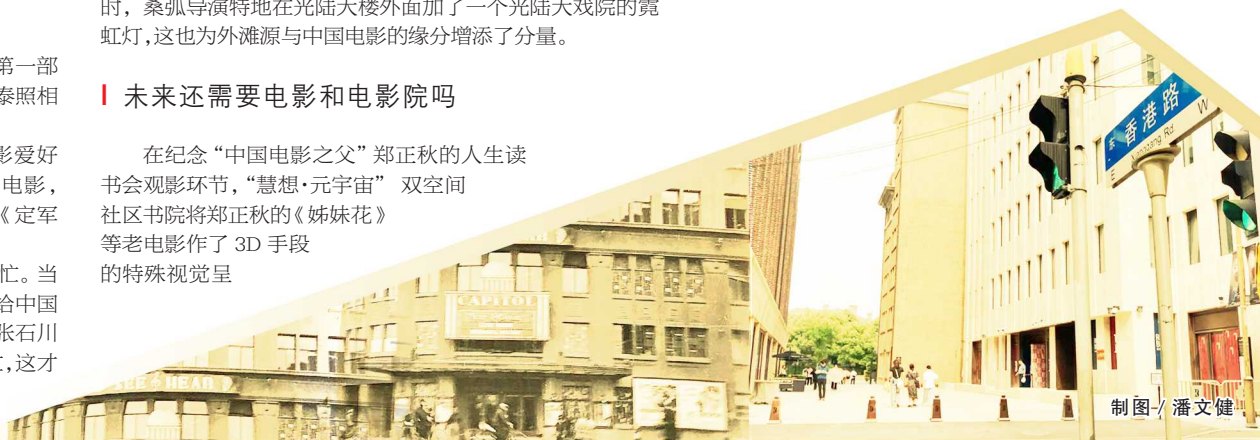 第一部
泰照相
影爱好
电影，
《定军
忙。当
给中国
张石川
，这才
时，桑弧导演特地在光陆大楼外面加了一个光陆大戏院的霓
虹灯，这也为外滩源与中国电影的缘分增添了分量。
未来还需要电影和电影院吗
在纪念“中国电影之父”郑正秋的人生读
书会观影环节，“慧想·元宇宙” 双空间
社区书院将郑正秋的《姊妹花》
等老电影作了 3D 手段
的特殊视觉呈
CAPITOL
HEAD
东 香港路
Xianggang Rd
E
W
制图 / 潘文健